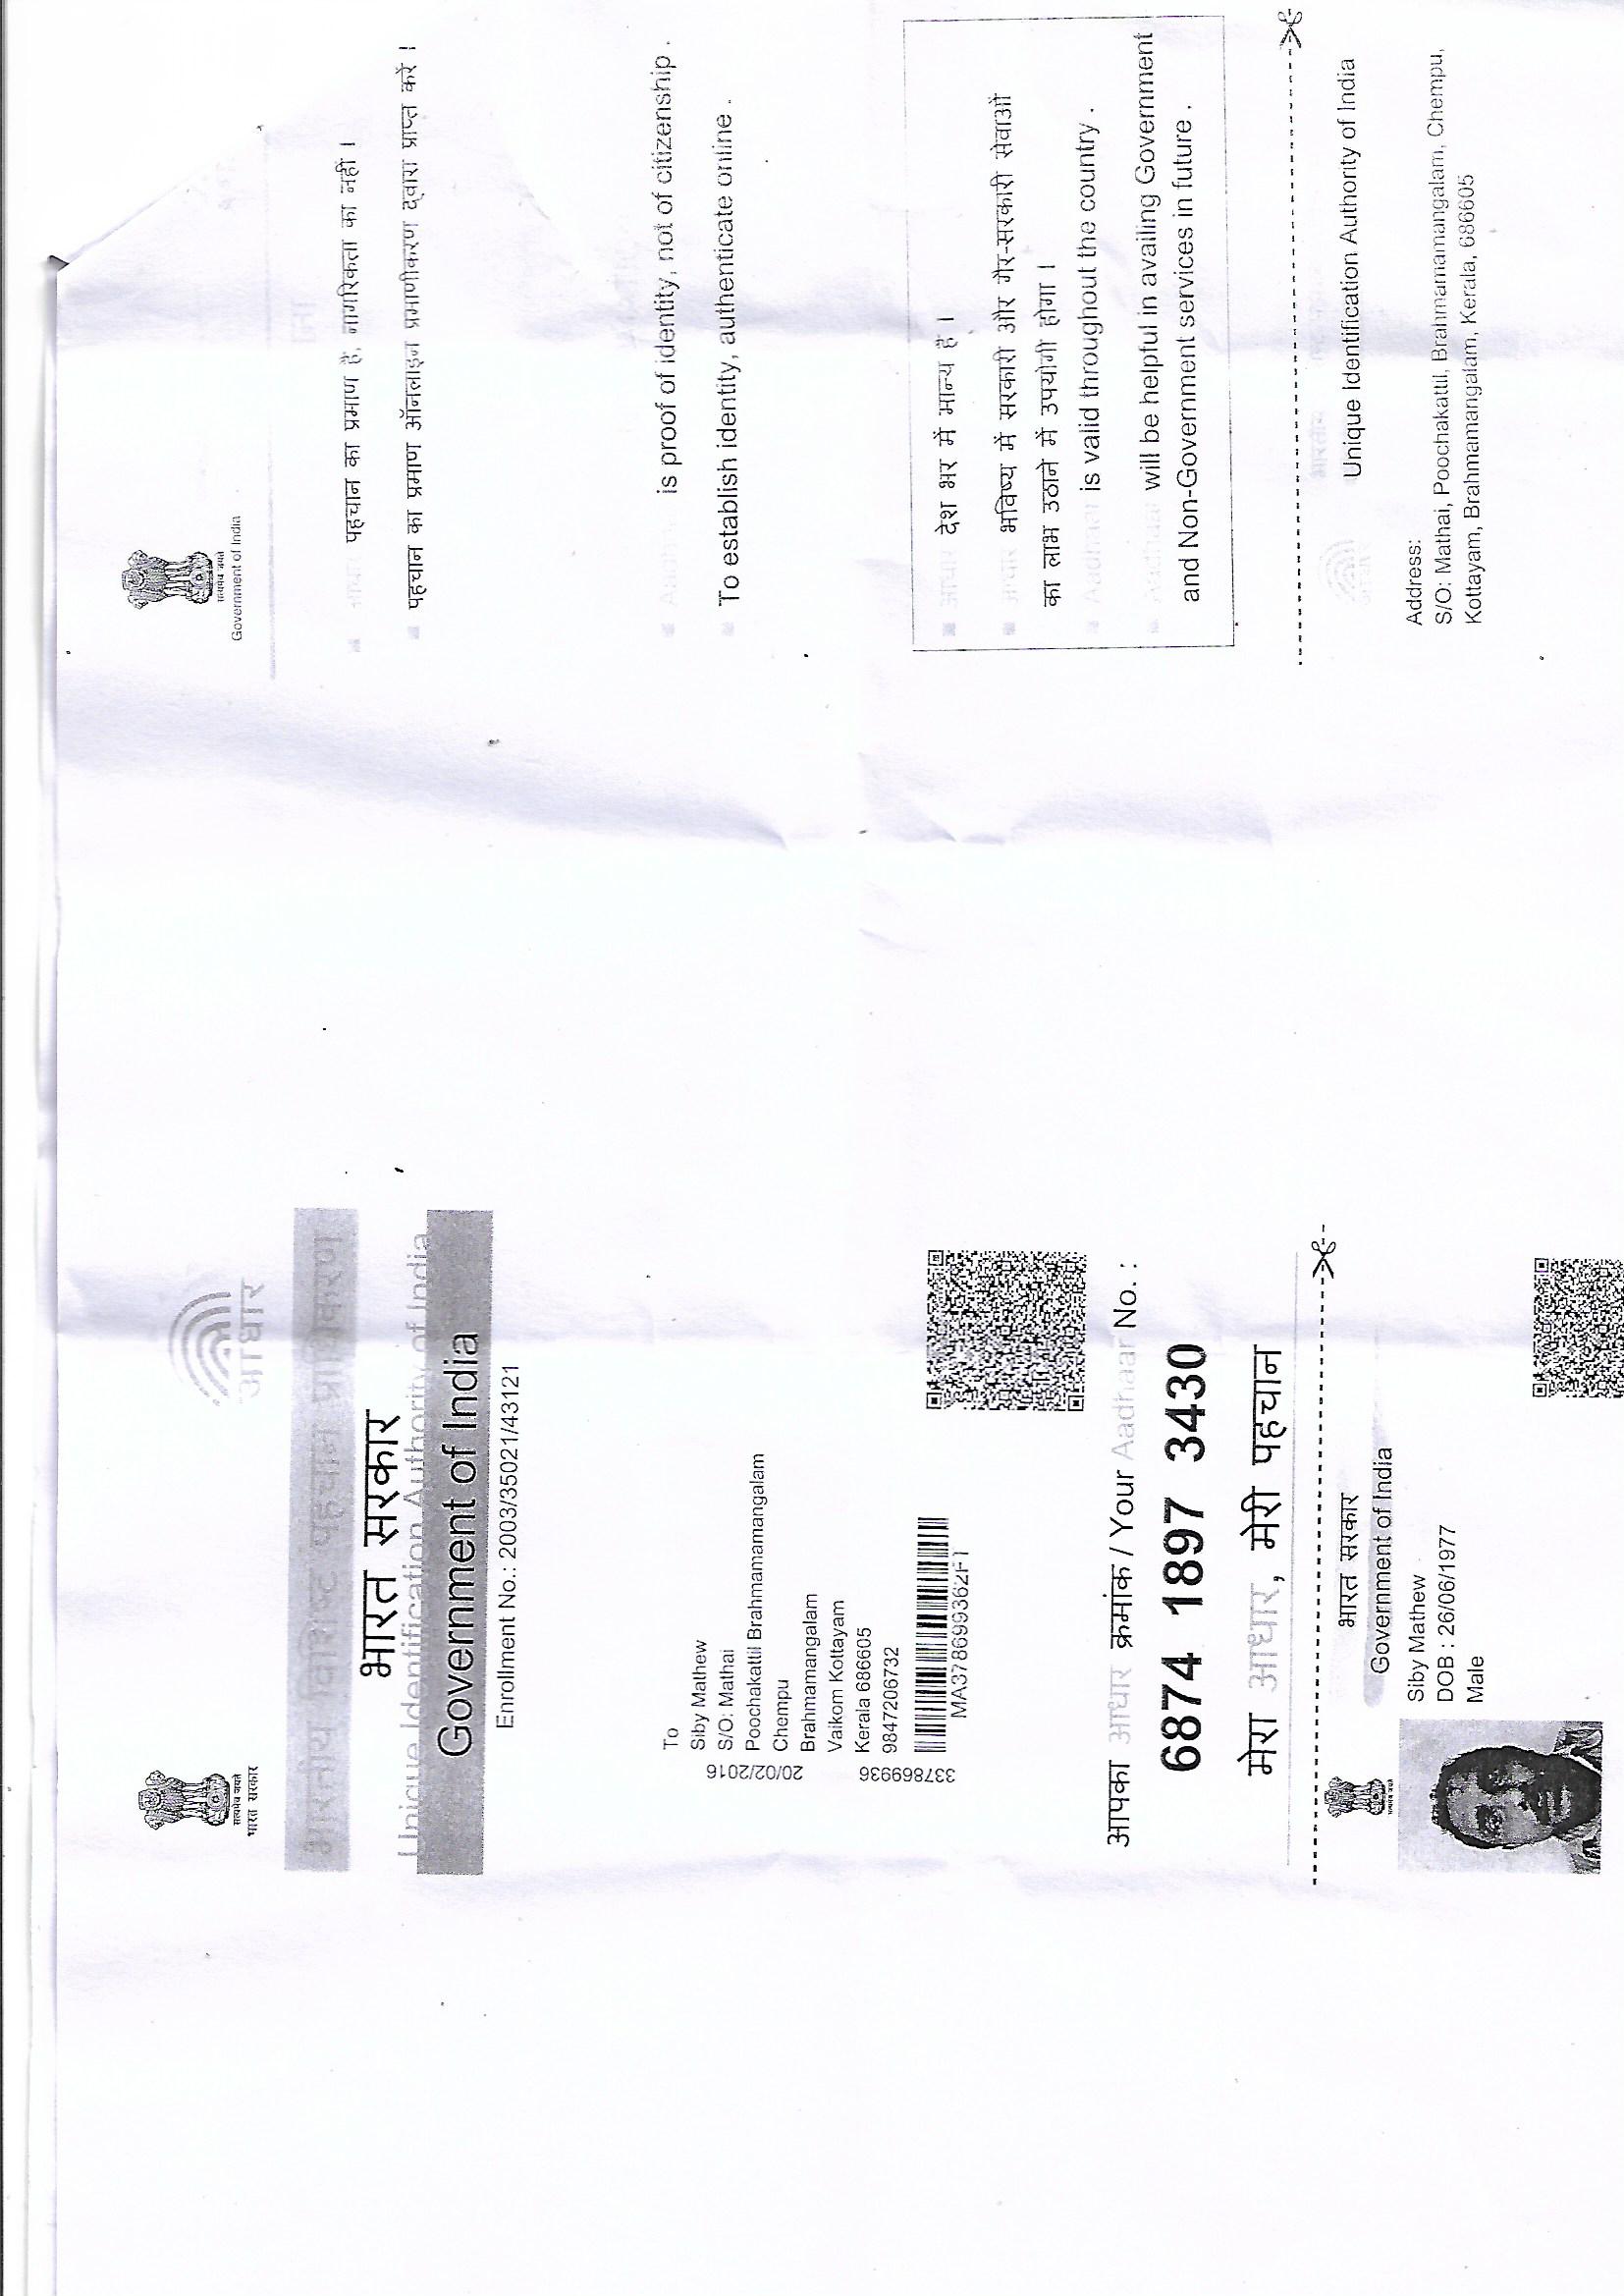 सत्यमेव जयते
भारत सरकार
आधार
भारतीय विशिष्ट पहचान प्राधिकरण
भारत सरकार
Unique Identification Authority of India
Government of India
Enrollment No.: 2003/35021/43121
To
Siby Mathew
S/O: Mathai
Poochakattil Brahmamamangalam
Chempu
Brahmamangalam
Vaikom Kottayam
Kerala 686605
9847206732
20/02/2016
337869936
MA378699362FT
आपका आधार क्रमांक / Your Aadhaar No. :
6874 1897 3430
मेरा आधार, मेरी पहचान
भारत सरकार
Government of India
Siby Mathew
DOB : 26/06/1977
Male
सत्यमेव जयते
Government of India
पहचान का प्रमाण है, नागरिकता का नहीं ।
पहचान का प्रमाण ऑनलाइन प्रमाणीकरण द्वारा प्राप्त करें ।
Aadhaar is proof of identity, not of citizenship .
To establish identity, authenticate online .
आधार देश भर में मान्य है ।
आधार भविष्य में सरकारी और गैर-सरकारी सेवाओं
का लाभ उठाने में उपयोगी होगा ।
Aadhaar is valid throughout the country .
Aadhaar will be helpful in availing Government
and Non-Government services in future .
Unique Identification Authority of India
Address:
S/O: Mathai, Poochakattil, Brahmamamangalam, Chempu,
Kottayam, Brahmamangalam, Kerala, 686605